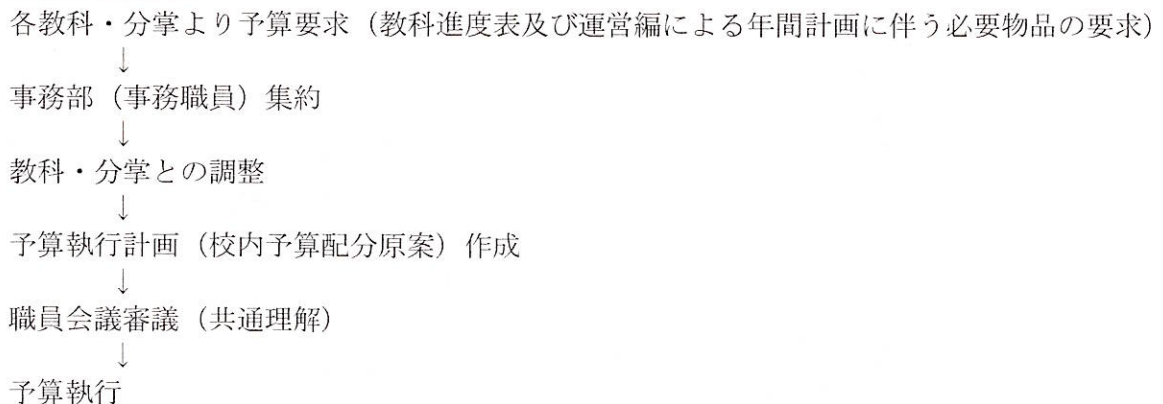 各教科・分掌より予算要求（教科進度表及び運営編による年間計画に伴う必要物品の要求）
↓
事務部（事務職員）集約
↓
教科・分掌との調整
↓
予算執行計画（校内予算配分原案）作成
↓
職員会議審議（共通理解）
↓
予算執行